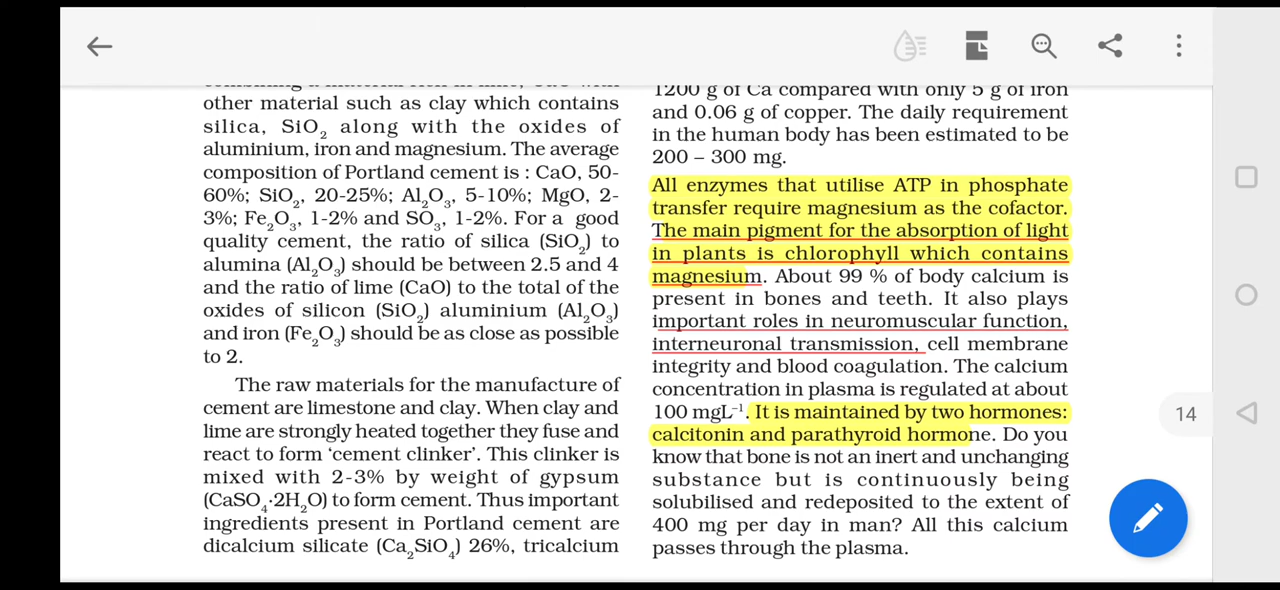 combining a material rich in lime, CaO with
other material such as clay which contains
silica, SiO₂ along with the oxides of
aluminium, iron and magnesium. The average
composition of Portland cement is : CaO, 50-
60%; SiO₂, 20-25%; Al₂O₃, 5-10%; MgO, 2-
3%; Fe₂O₃, 1-2% and SO₃, 1-2%. For a good
quality cement, the ratio of silica (SiO₂) to
alumina (Al₂O₃) should be between 2.5 and 4
and the ratio of lime (CaO) to the total of the
oxides of silicon (SiO₂) aluminium (Al₂O₃)
and iron (Fe₂O₃) should be as close as possible
to 2.
The raw materials for the manufacture of
cement are limestone and clay. When clay and
lime are strongly heated together they fuse and
react to form ‘cement clinker’. This clinker is
mixed with 2-3% by weight of gypsum
(CaSO₄·2H₂O) to form cement. Thus important
ingredients present in Portland cement are
dicalcium silicate (Ca₂SiO₄) 26%, tricalcium
1200 g of Ca compared with only 5 g of iron
and 0.06 g of copper. The daily requirement
in the human body has been estimated to be
200 – 300 mg.
All enzymes that utilise ATP in phosphate
transfer require magnesium as the cofactor.
The main pigment for the absorption of light
in plants is chlorophyll which contains
magnesium. About 99 % of body calcium is
present in bones and teeth. It also plays
important roles in neuromuscular function,
interneuronal transmission, cell membrane
integrity and blood coagulation. The calcium
concentration in plasma is regulated at about
100 mgL⁻¹. It is maintained by two hormones:
calcitonin and parathyroid hormone. Do you
know that bone is not an inert and unchanging
substance but is continuously being
solubilised and redeposited to the extent of
400 mg per day in man? All this calcium
passes through the plasma.
14